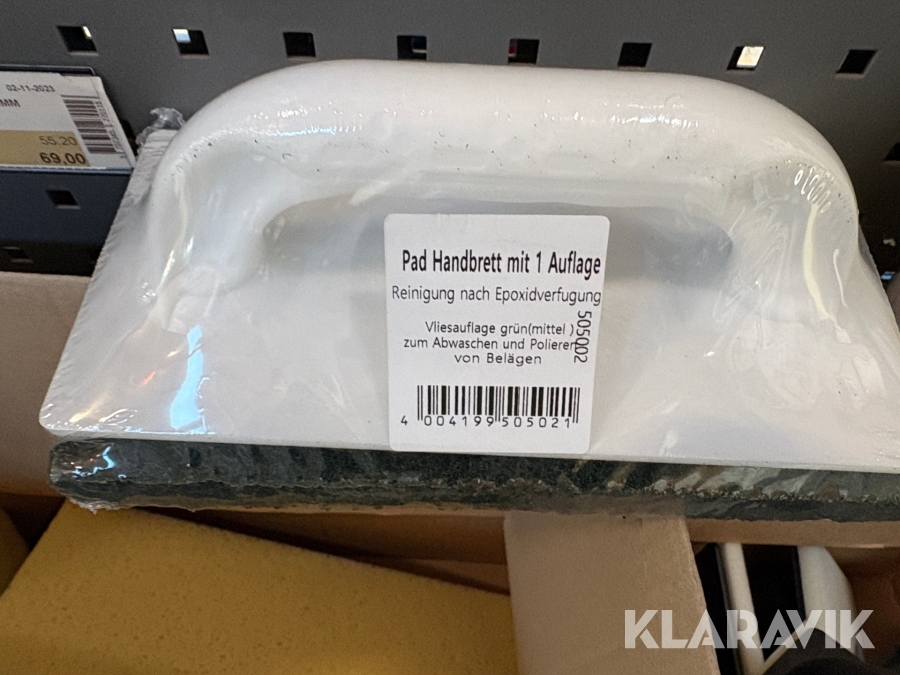 02-11-2023
MM
55,20
69,00
Pad Handbrett mit 1 Auflage
Reinigung nach Epoxidverfugung
505002
Vliesauflage grün(mittel )
zum Abwaschen und Polieren
von Belägen
4 004199 505021
KLARAVIK